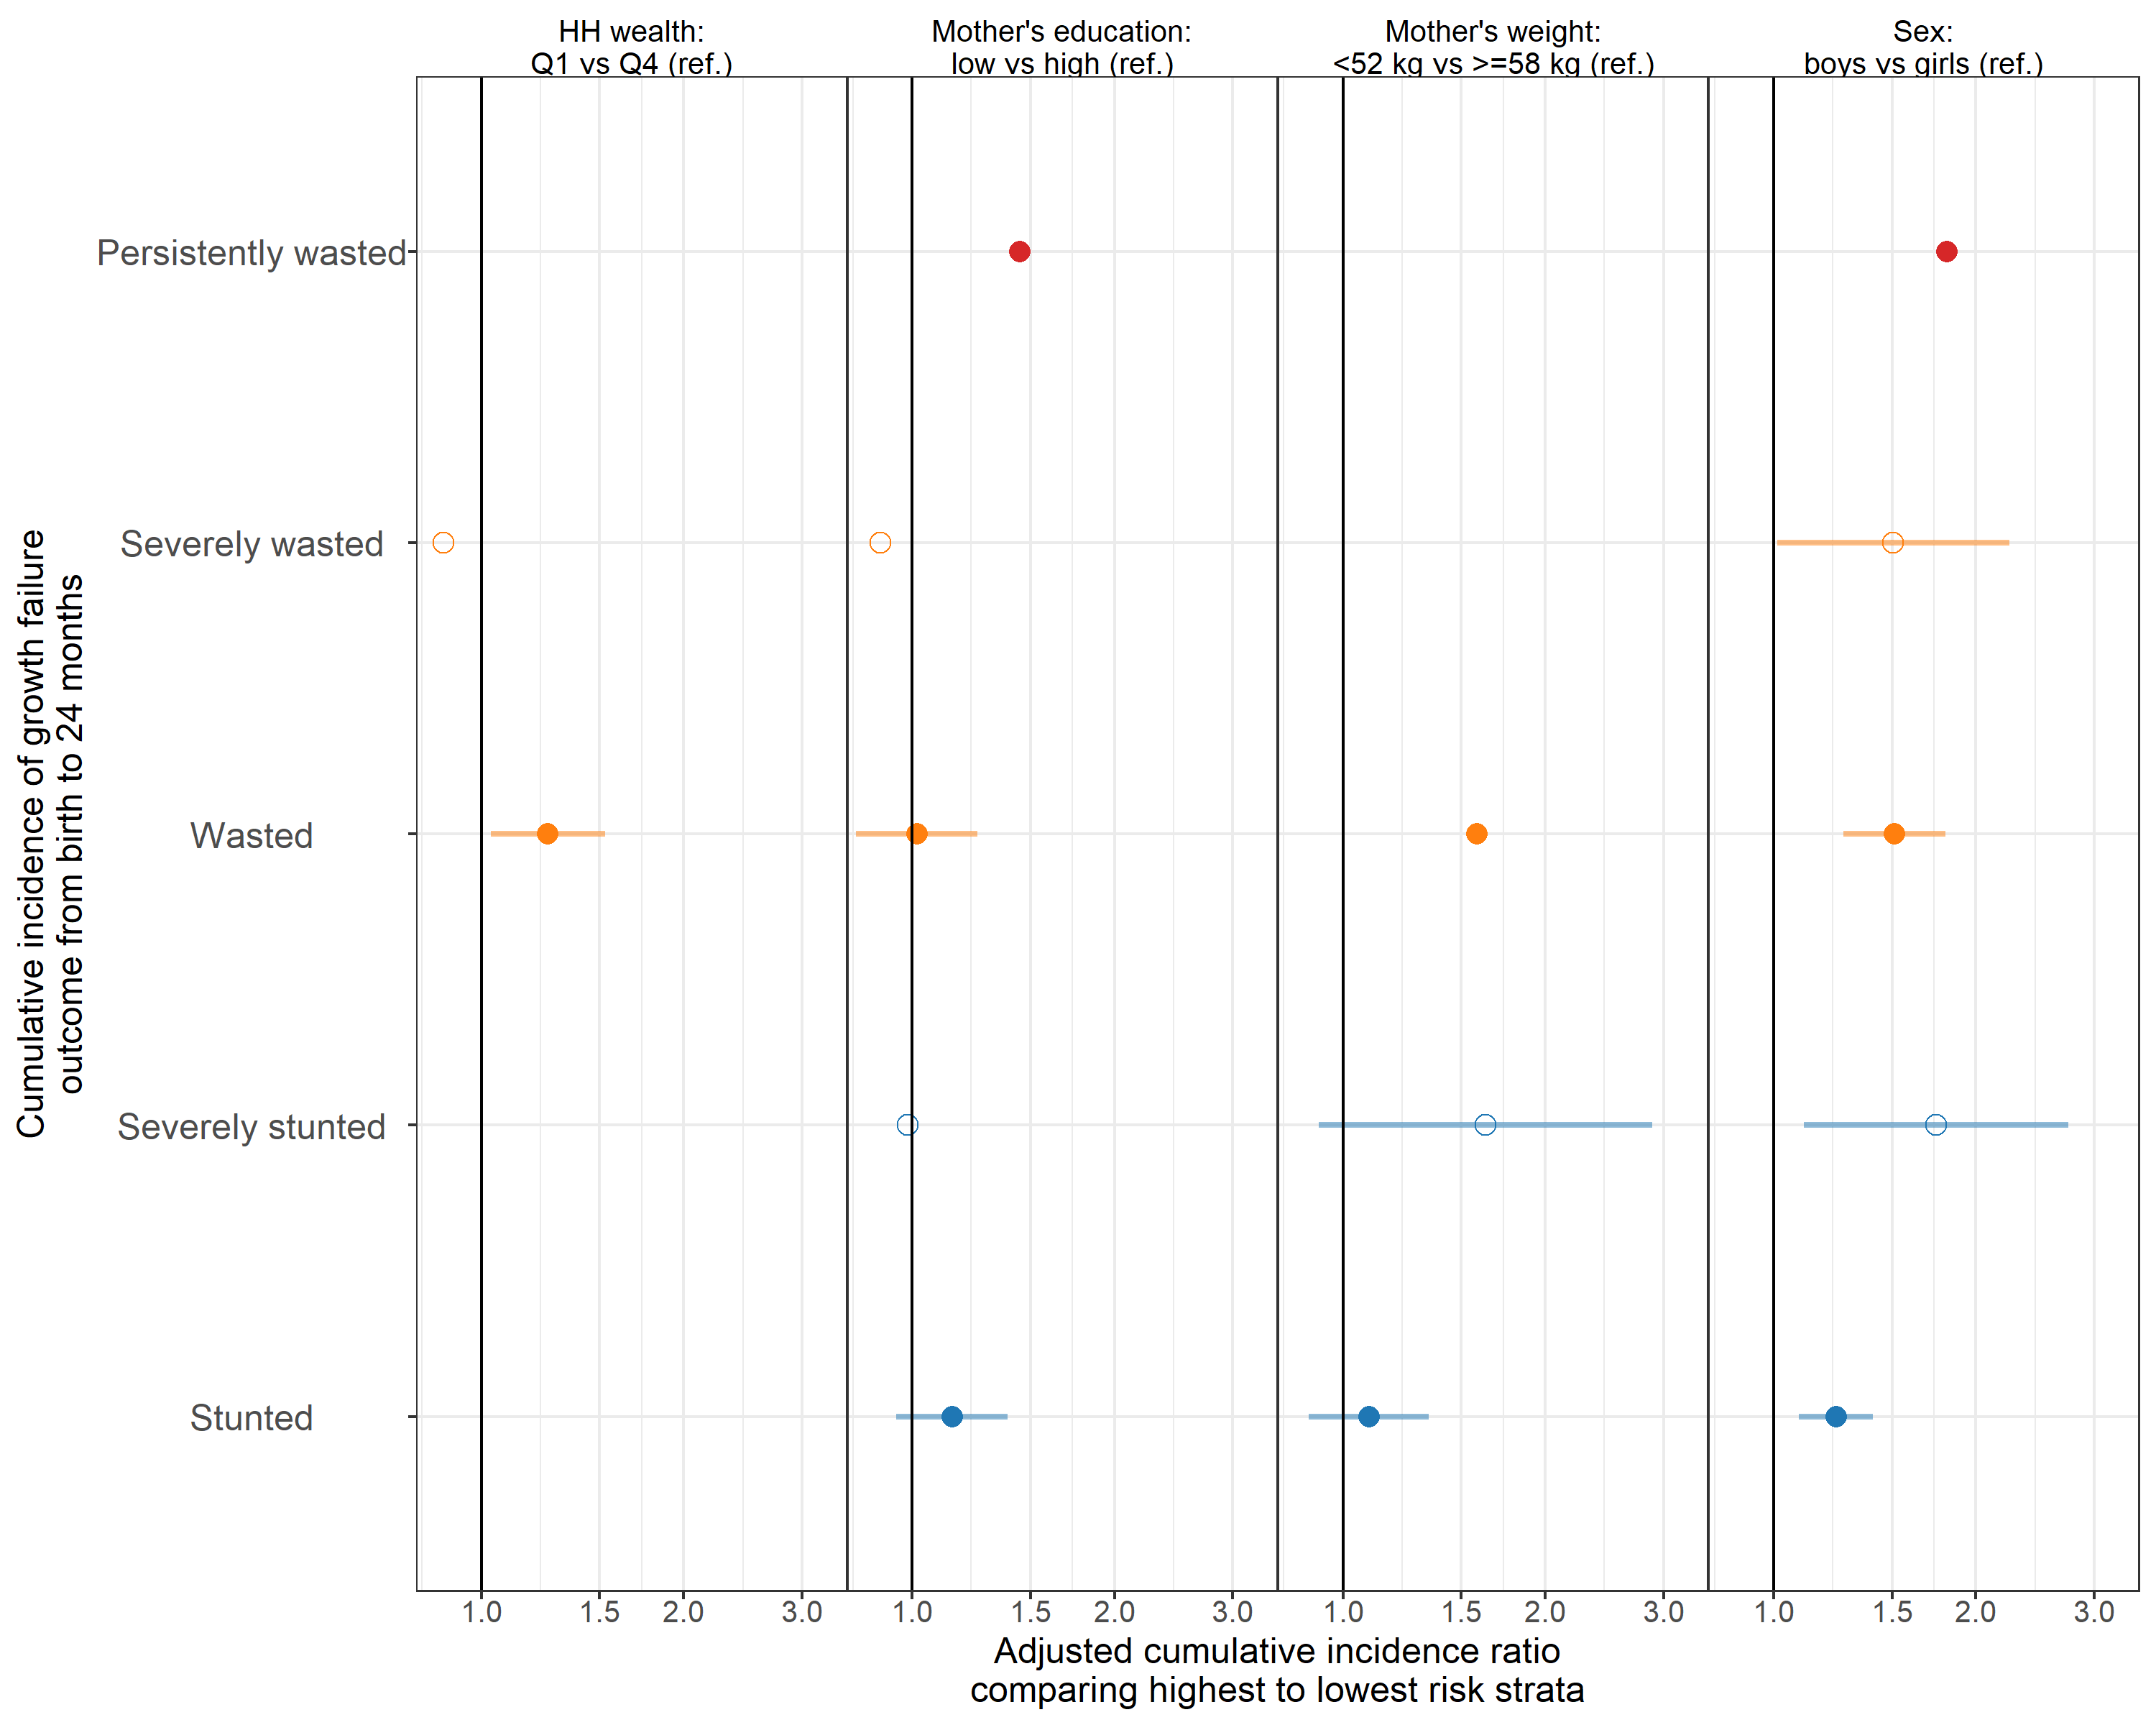 HH wealth:
Q1 vs Q4 (ref.)
Mother's education:
low vs high (ref.)
Mother's weight:
<52 kg vs >=58 kg (ref.)
Sex:
boys vs girls (ref.)
Cumulative incidence of growth failure
outcome from birth to 24 months
Persistently wasted
Severely wasted
Wasted
Severely stunted
Stunted
1.0 1.5 2.0 3.0 1.0 1.5 2.0 3.0 1.0 1.5 2.0 3.0 1.0 1.5 2.0 3.0
Adjusted cumulative incidence ratio
comparing highest to lowest risk strata